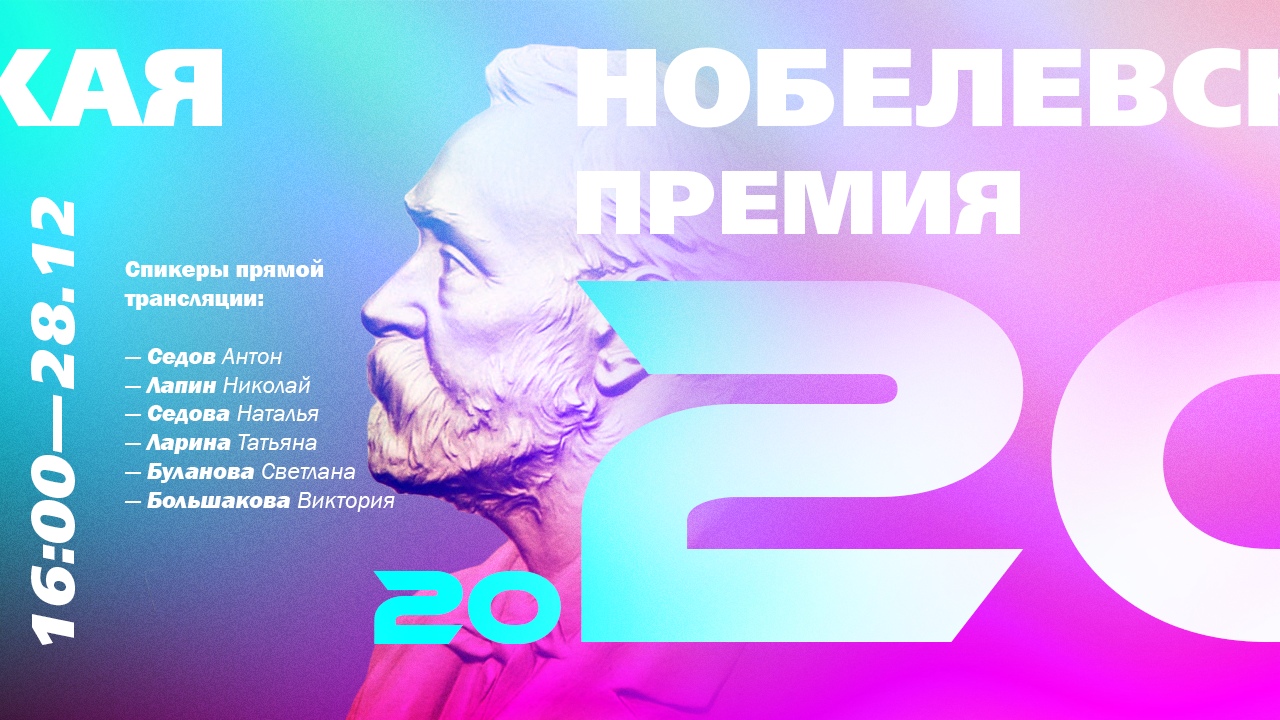 КАЯ
НОБЕЛЕВСК
ПРЕМИЯ
16:00—28.12
Спикеры прямой
трансляции:
— Седов Антон
— Лапин Николай
— Седова Наталья
— Ларина Татьяна
— Буланова Светлана
— Большакова Виктория
20
20